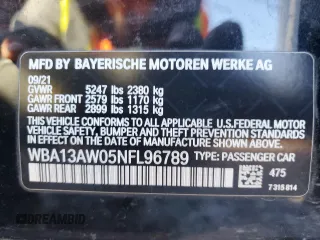 MFD BY BAYERISCHE MOTOREN WERKE AG
09/21
GVWR 5247 lbs 2380 kg
GAWR FRONT 2579 lbs 1170 kg
GAWR REAR 2899 lbs 1315 kg
THIS VEHICLE CONFORMS TO ALL APPLICABLE
U.S.FEDERAL MOTOR
VEHICLE SAFETY, BUMPER, AND THEFT PREVENTION
STANDARDS IN EFFECT ON THE DATE OF
MANUFACTURE SHOWN ABOVE.
WBA13AW05NFL96789 TYPE: PASSENGER CAR
475
7 315 814
©DREAMBID